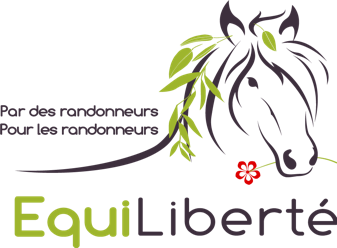 Par des randonneurs
Pour les randonneurs
EquiLiberté